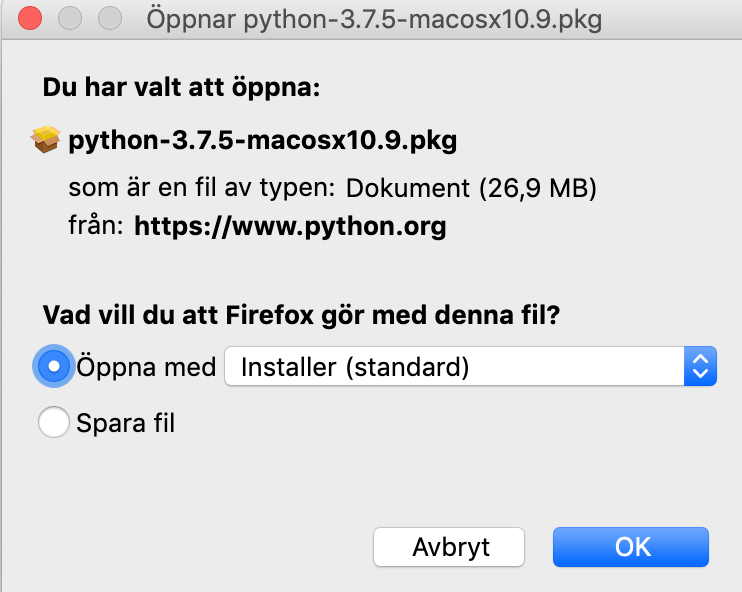 Öppnar python-3.7.5-macosx10.9.pkg
Du har valt att öppna:
python-3.7.5-macosx10.9.pkg
som är en fil av typen: Dokument (26,9 MB)
från: https://www.python.org
Vad vill du att Firefox gör med denna fil?
Öppna med Installer (standard)
Spara fil
Avbryt OK